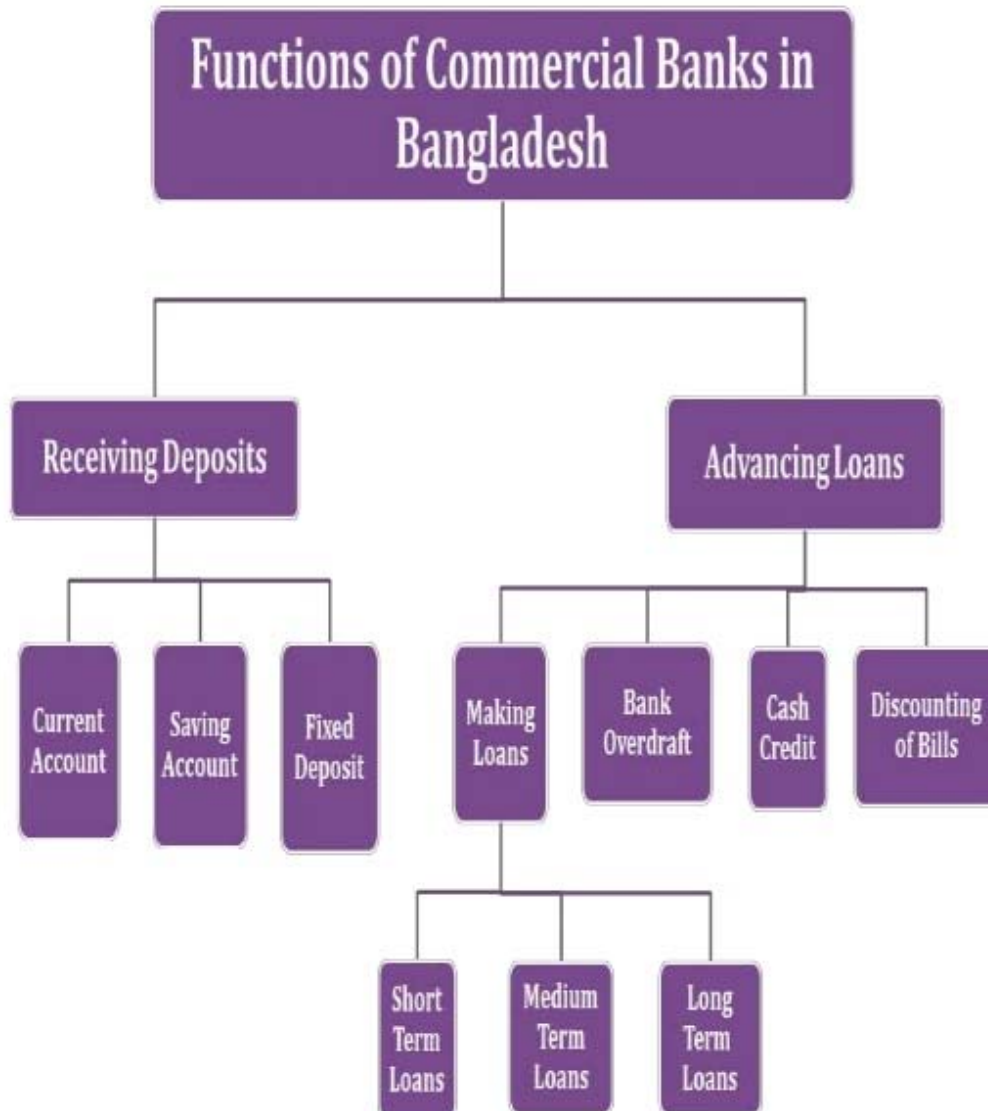 Functions of Commercial Banks in
Bangladesh
Receiving Deposits
Advancing Loans
Current
Account
Saving
Account
Fixed
Deposit
Making
Loans
Bank
Overdraft
Cash
Credit
Discounting
of Bills
Short
Term
Loans
Medium
Term
Loans
Long
Term
Loans